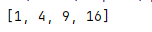 [1, 4, 9, 16]